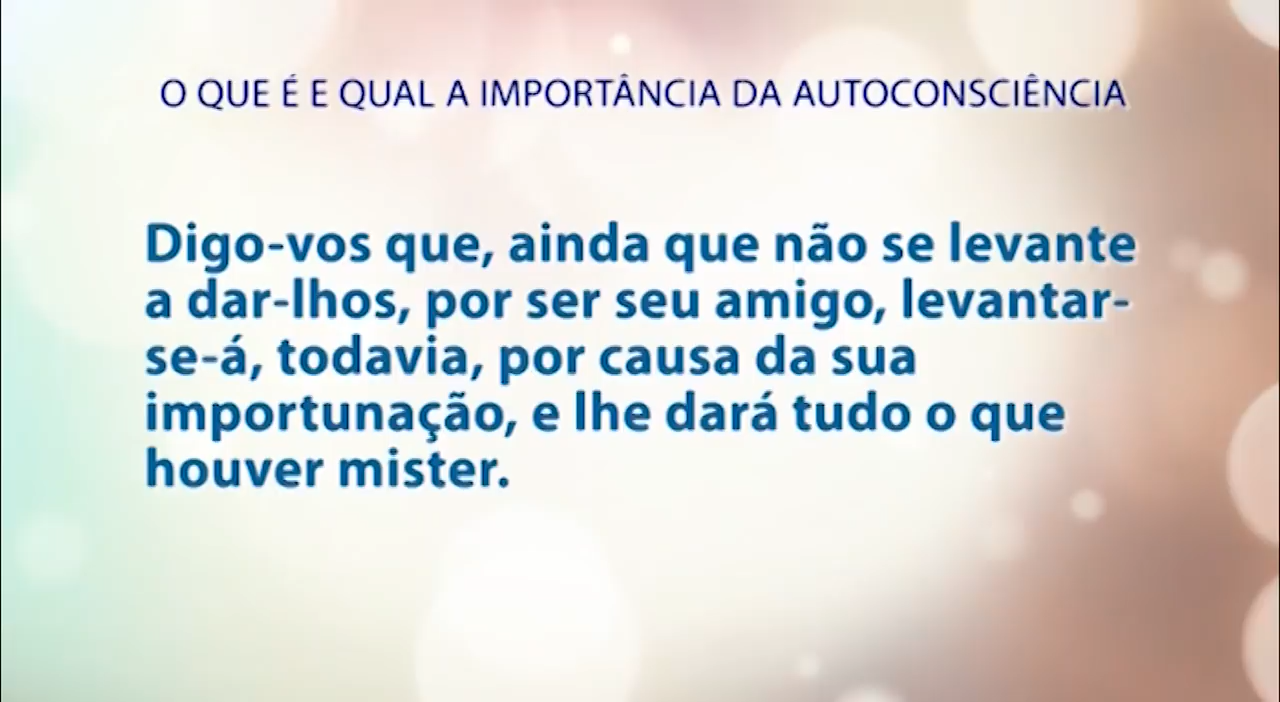 O QUE É E QUAL A IMPORTÂNCIA DA AUTOCONSCIÊNCIA
Digo-vos que, ainda que não se levante
a dar-lhos, por ser seu amigo, levantar-
se-á, todavia, por causa da sua
importunação, e lhe dará tudo o que
houver mister.